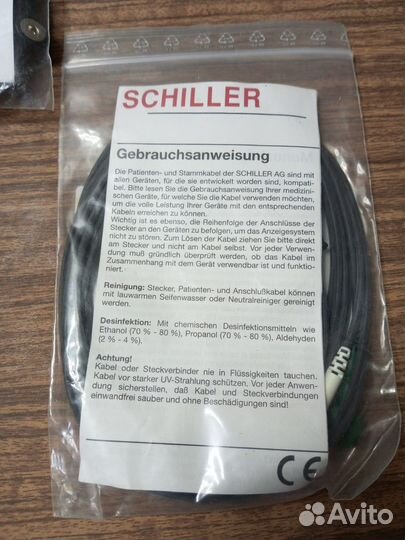 SCHILLER
Gebrauchsanweisung
Die Patienten- und Stammkabel der SCHILLER AG sind mit
allen Geräten, für die sie entwickelt worden sind, kompati-
bel. Bitte lesen Sie die Gebrauchsanweisung Ihrer medizini-
schen Geräten, für welche Sie die Kabel verwenden möchten,
um die volle Leistung Ihrer Geräte mit den entsprechenden
Kabeln erreichen zu können.
Wichtig ist es ebenso, die Reihenfolge der Anschlüsse der
Stecker an den Geräten zu befolgen, um das Anzeigesystem
nicht zu stören. Zum Lösen der Kabel ziehen Sie bitte direkt
am Stecker und nicht am Kabel selbst. Vor jeder Verwen-
dung muß gründlich überprüft werden, ob das Kabel im
Zusammenhang mit dem Gerät verwendbar ist und funktio-
niert.
Reinigung: Stecker, Patienten- und Anschlußkabel können
mit lauwarmen Seifenwasser oder Neutralreiniger gereinigt
werden.
Desinfektion: Mit chemischen Desinfektionsmitteln wie
Ethanol (70 % - 80 %), Propanol (70 % - 80 %), Aldehyden
(2 % - 4 %).
Achtung!
Kabel oder Steckverbinder nie in Flüssigkeiten tauchen.
Kabel vor starker UV-Strahlung schützen. Vor jeder Anwen-
dung sicherstellen, daß Kabel und Steckverbindungen
einwandfrei sauber und ohne Beschädigungen sind!
CE
Avito